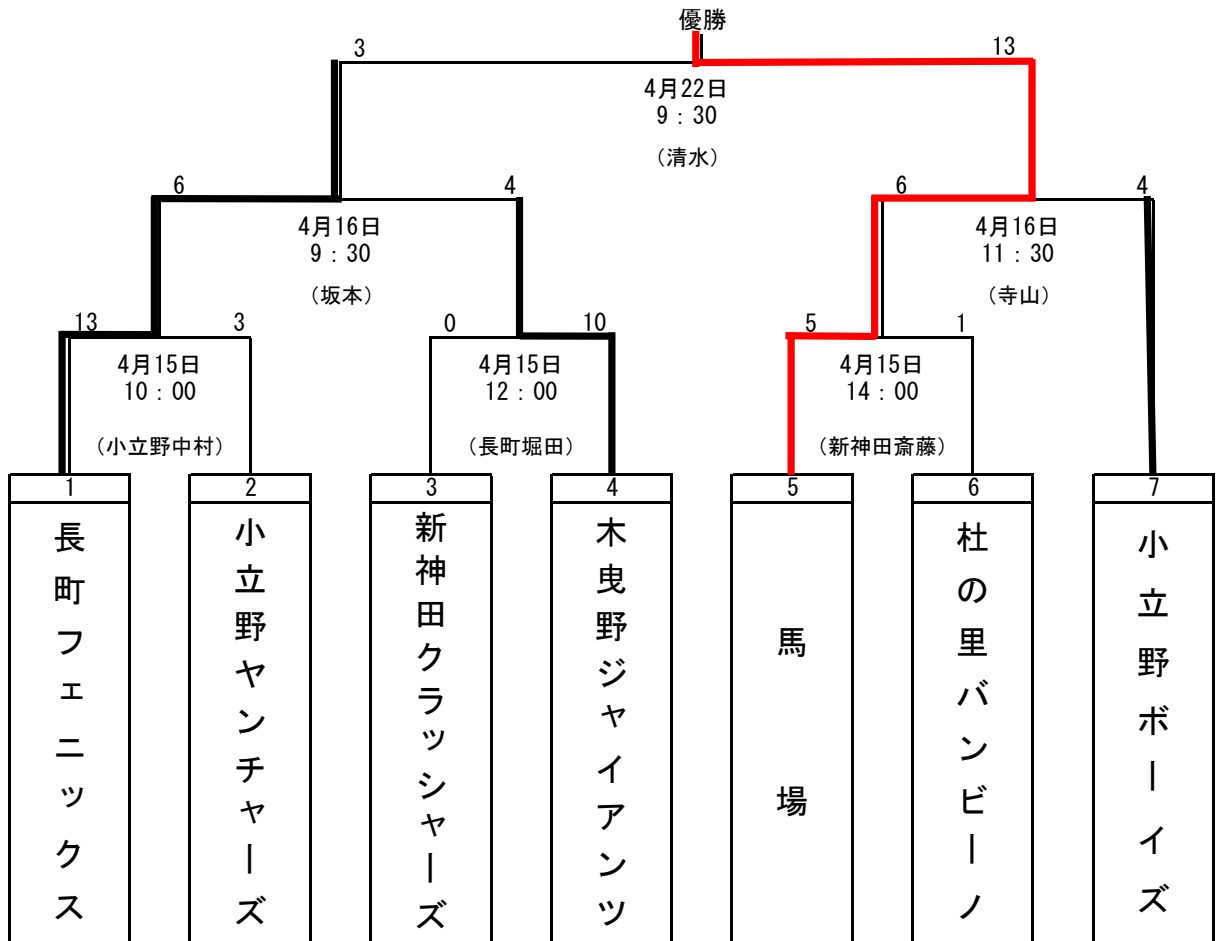 優勝
3
13
4月22日
9：30
（清水）
6
4
6
4
4月16日
9：30
（坂本）
4月16日
11：30
（寺山）
13
3
0
10
5
1
4月15日
10：00
（小立野中村）
4月15日
12：00
（長町堀田）
4月15日
14：00
（新神田斎藤）
1
2
3
4
5
6
7
長町フェニックス
小立野ヤンチャーズ
新神田クラッシャーズ
木曳野ジャイアンツ
馬場
杜の里バンビーノ
小立野ボーイズ